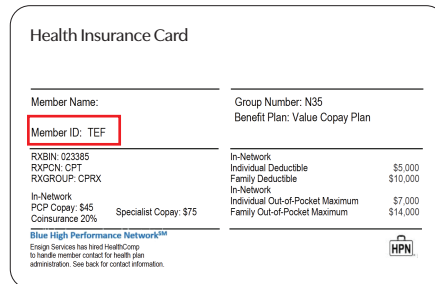 Health Insurance Card
Member Name:
Member ID: TEF
Group Number: N35
Benefit Plan: Value Copay Plan
RXBIN: 023385
RXPCN: CPT
RXGROUP: CPRX
In-Network
PCP Copay: $45
Coinsurance 20%
Specialist Copay: $75
In-Network
Individual Deductible $5,000
Family Deductible $10,000
In-Network
Individual Out-of-Pocket Maximum $7,000
Family Out-of-Pocket Maximum $14,000
Blue High Performance Network℠
Ensign Services has hired HealthComp
to handle member contact for health plan
administration. See back for contact information.
HPN